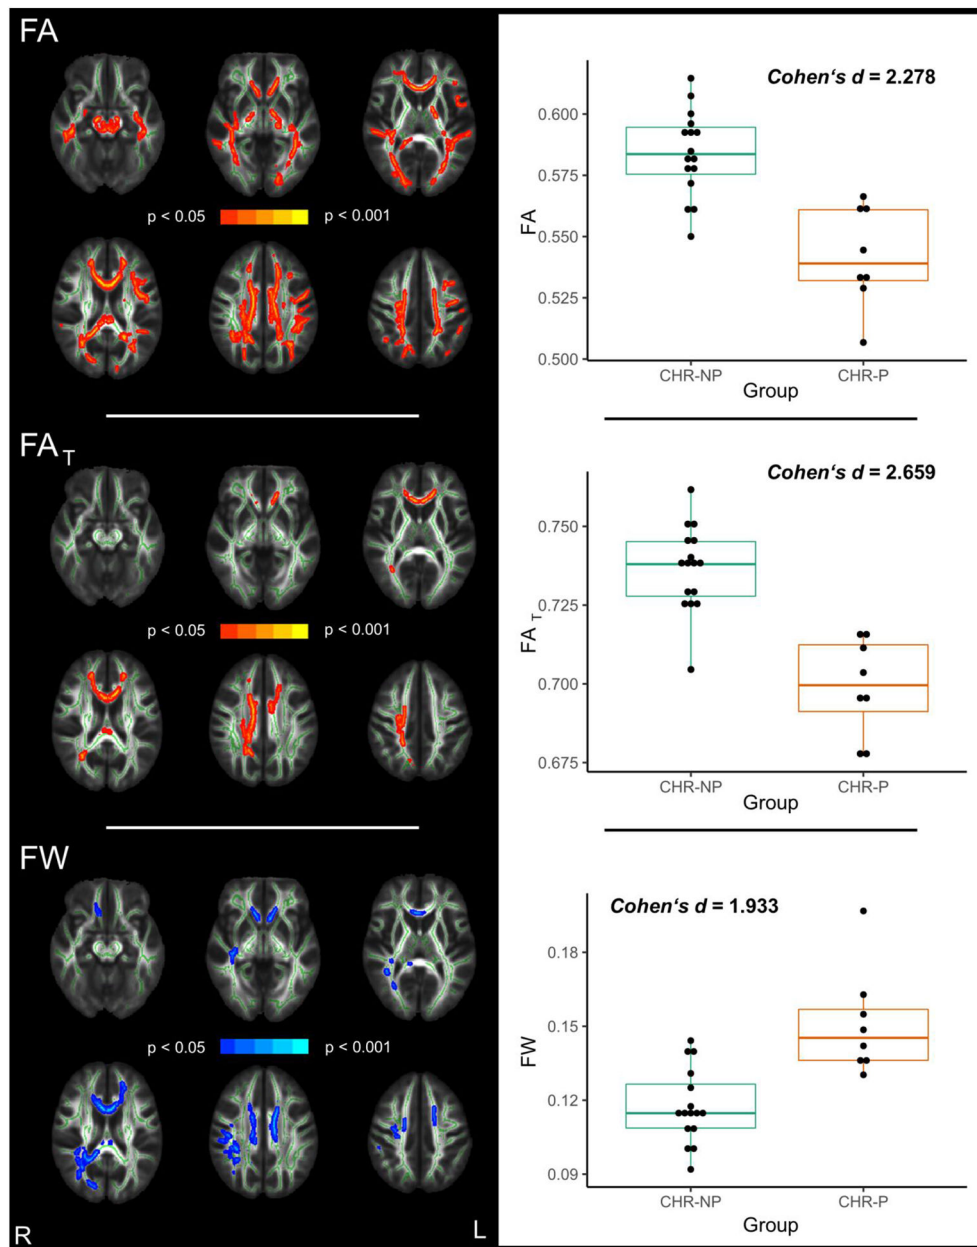 FA
p < 0.05 p < 0.001
Cohen‘s d = 2.278
FA
0.600
0.575
0.550
0.525
0.500
CHR-NP CHR-P
Group
FA T
p < 0.05 p < 0.001
Cohen‘s d = 2.659
FA T
0.750
0.725
0.700
0.675
CHR-NP CHR-P
Group
FW
p < 0.05 p < 0.001
R L
Cohen‘s d = 1.933
FW
0.18
0.15
0.12
0.09
CHR-NP CHR-P
Group